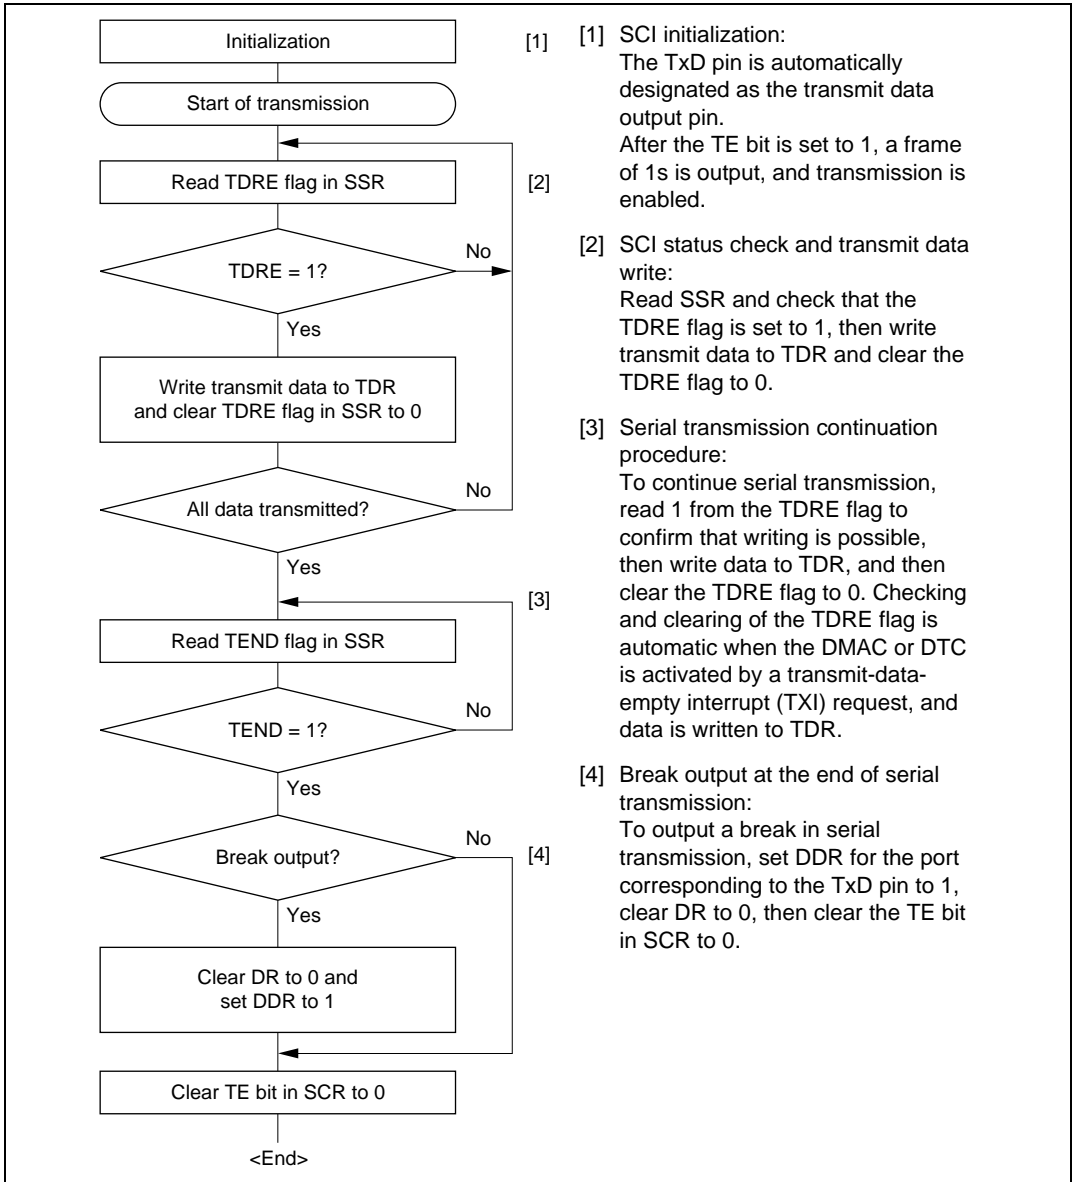 Initialization [1]
Start of transmission
Read TDRE flag in SSR [2]
No
TDRE = 1?
Yes
Write transmit data to TDR
and clear TDRE flag in SSR to 0
No
All data transmitted?
Yes
[3]
Read TEND flag in SSR
No
TEND = 1?
Yes
No
Break output? [4]
Yes
Clear DR to 0 and
set DDR to 1
Clear TE bit in SCR to 0
<End>
[1] SCI initialization:
The TxD pin is automatically
designated as the transmit data
output pin.
After the TE bit is set to 1, a frame
of 1s is output, and transmission is
enabled.
[2] SCI status check and transmit data
write:
Read SSR and check that the
TDRE flag is set to 1, then write
transmit data to TDR and clear the
TDRE flag to 0.
[3] Serial transmission continuation
procedure:
To continue serial transmission,
read 1 from the TDRE flag to
confirm that writing is possible,
then write data to TDR, and then
clear the TDRE flag to 0. Checking
and clearing of the TDRE flag is
automatic when the DMAC or DTC
is activated by a transmit-data-
empty interrupt (TXI) request, and
data is written to TDR.
[4] Break output at the end of serial
transmission:
To output a break in serial
transmission, set DDR for the port
corresponding to the TxD pin to 1,
clear DR to 0, then clear the TE bit
in SCR to 0.